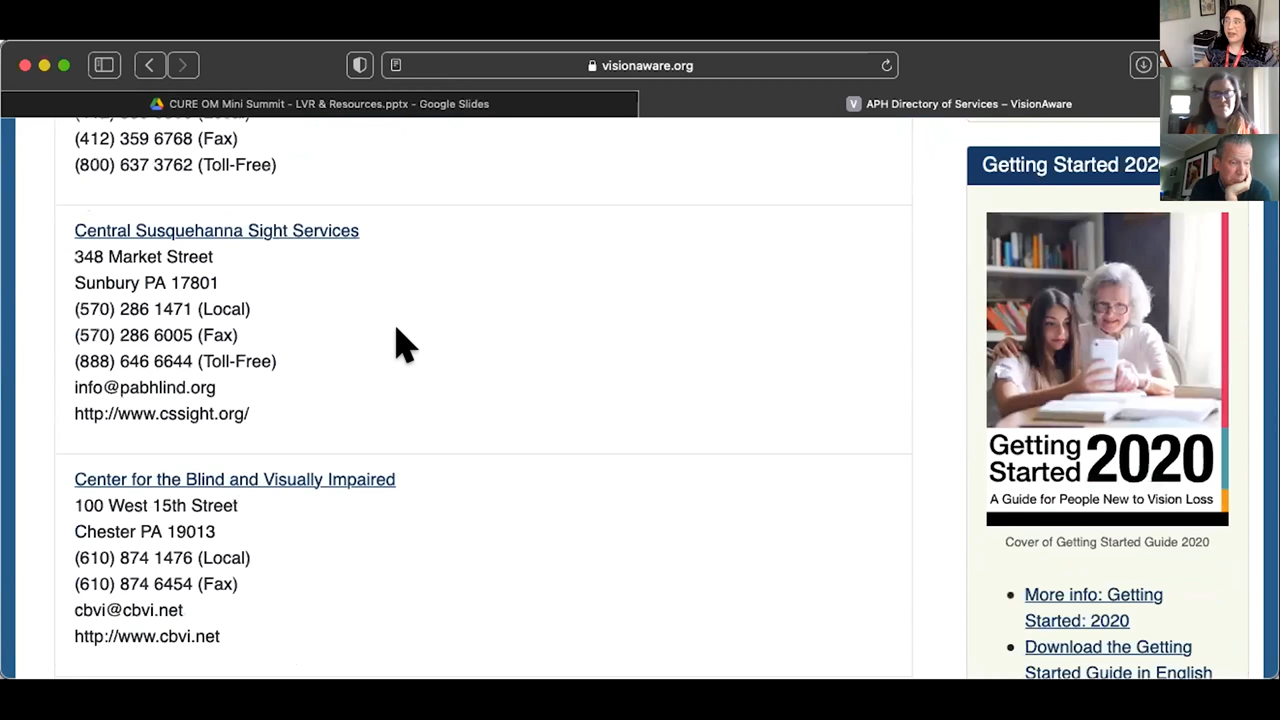 visionaware.org
CURE OM Mini Summit - LVR & Resources.pptx - Google Slides
V APH Directory of Services – VisionAware
(412) 359 6768 (Fax)
(800) 637 3762 (Toll-Free)
Central Susquehanna Sight Services
348 Market Street
Sunbury PA 17801
(570) 286 1471 (Local)
(570) 286 6005 (Fax)
(888) 646 6644 (Toll-Free)
info@pabhlind.org
http://www.cssight.org/
Center for the Blind and Visually Impaired
100 West 15th Street
Chester PA 19013
(610) 874 1476 (Local)
(610) 874 6454 (Fax)
cbvi@cbvi.net
http://www.cbvi.net
Getting Started 202
Getting
Started 2020
A Guide for People New to Vision Loss
Cover of Getting Started Guide 2020
More info: Getting
Started: 2020
Download the Getting
Started Guide in English